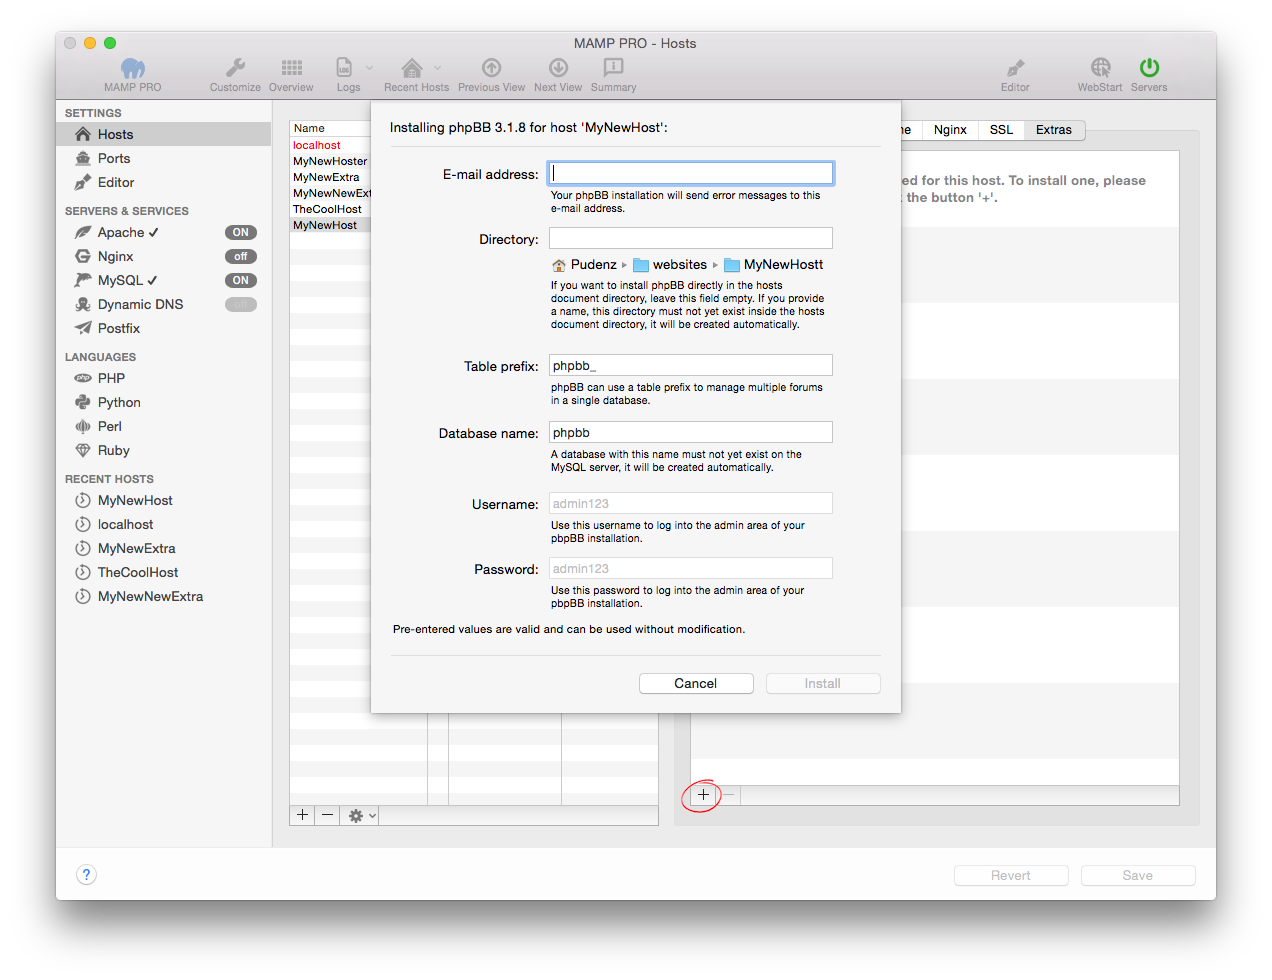 MAMP PRO - Hosts
MAMP PRO
Customize
Overview
Logs
Recent Hosts
Previous View
Next View
Summary
Editor
WebStart
Servers
SETTINGS
Hosts
Ports
Editor
SERVERS & SERVICES
Apache ✓ ON
Nginx off
MySQL ✓ ON
Dynamic DNS off
Postfix
LANGUAGES
PHP
Python
Perl
Ruby
RECENT HOSTS
MyNewHost
localhost
MyNewExtra
TheCoolHost
MyNewNewExtra
Name
localhost
MyNewHoster
MyNewExtra
MyNewNewExt
TheCoolHost
MyNewHost
Installing phpBB 3.1.8 for host 'MyNewHost':
E-mail address:
Your phpBB installation will send error messages to this
e-mail address.
Directory:
Pudenz ▸ websites ▸ MyNewHostt
If you want to install phpBB directly in the hosts
document directory, leave this field empty. If you provide
a name, this directory must not yet exist inside the hosts
document directory, it will be created automatically.
Table prefix: phpbb_
phpBB can use a table prefix to manage multiple forums
in a single database.
Database name: phpbb
A database with this name must not yet exist on the
MySQL server, it will be created automatically.
Username: admin123
Use this username to log into the admin area of your
pbpBB installation.
Password: admin123
Use this password to log into the admin area of your
pbpBB installation.
Pre-entered values are valid and can be used without modification.
Cancel
Install
ne
Nginx
SSL
Extras
ed for this host. To install one, please
the button '+'.
?
Revert
Save